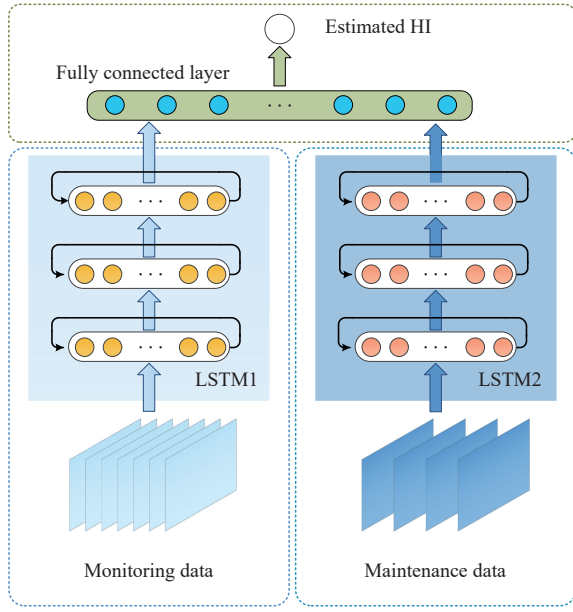 Estimated HI
Fully connected layer
· · ·
· · ·
· · ·
· · ·
· · ·
· · ·
· · ·
LSTM1
LSTM2
Monitoring data
Maintenance data